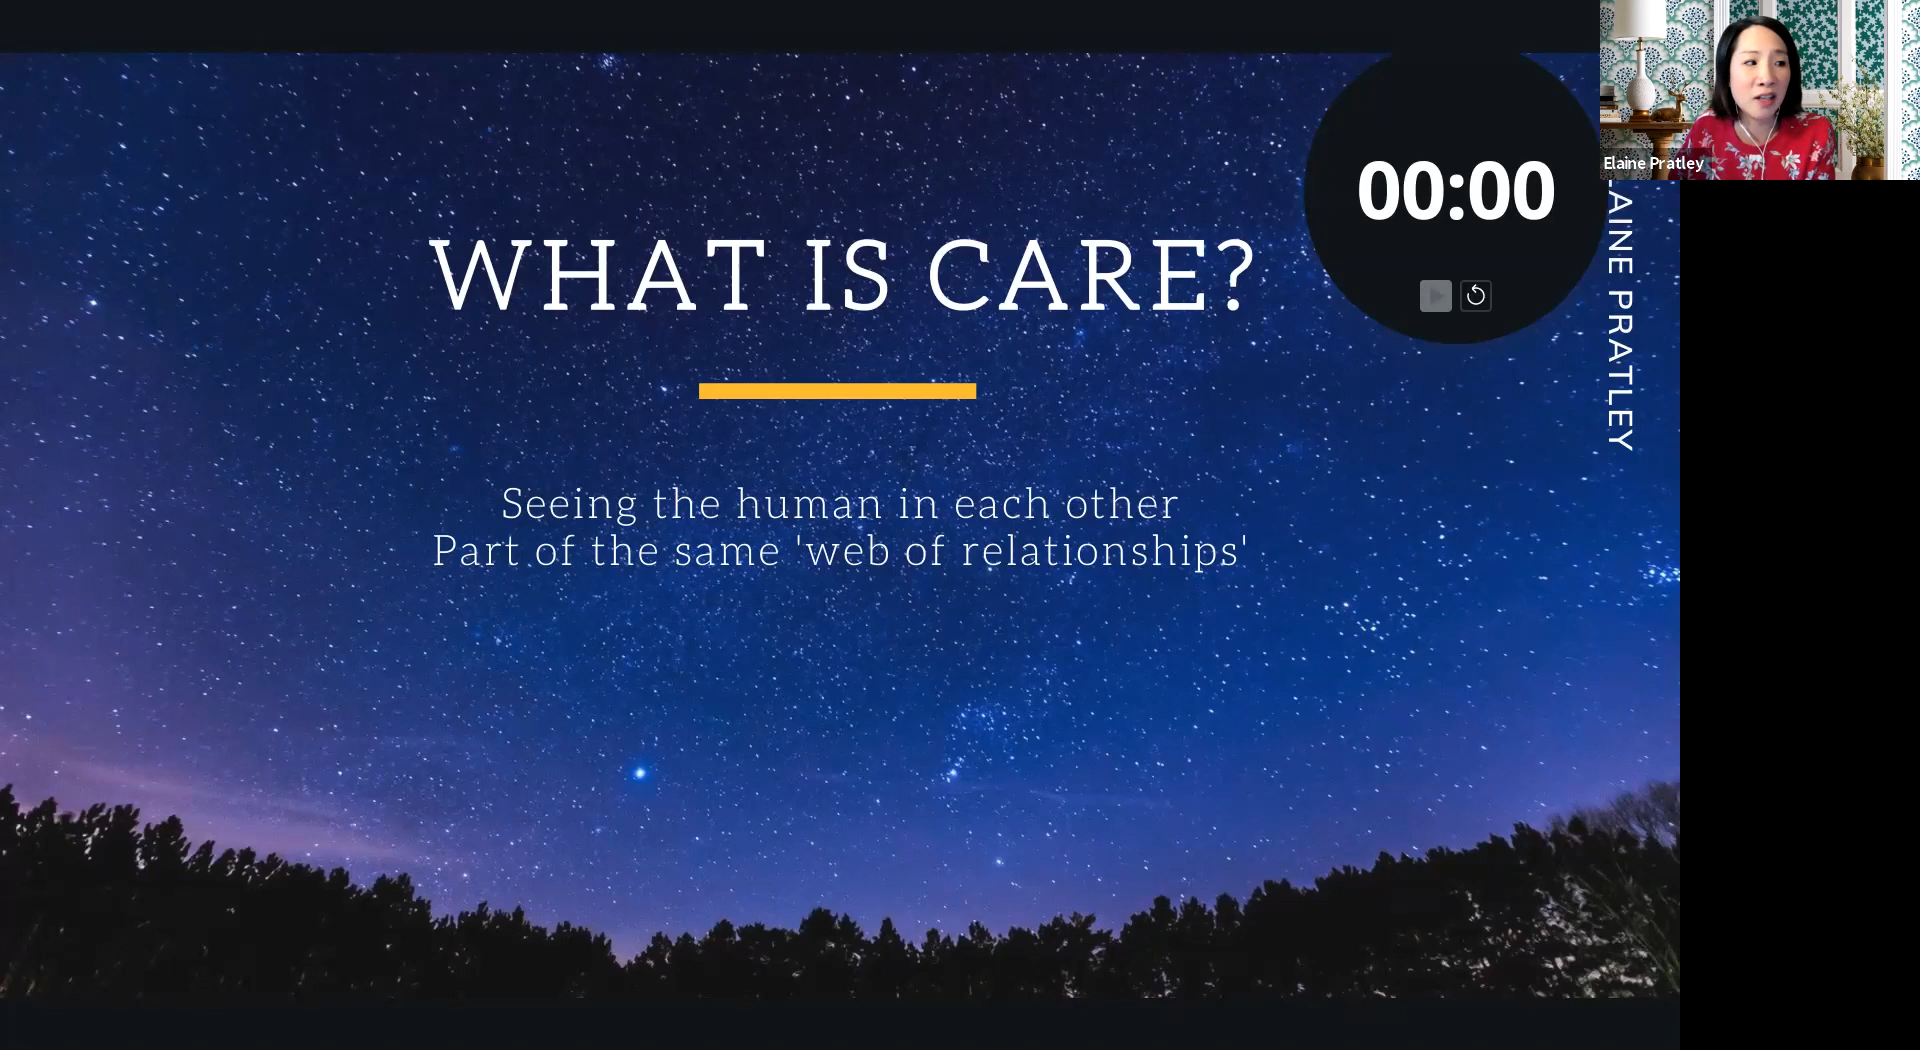 WHAT IS CARE?
Seeing the human in each other
Part of the same 'web of relationships'
00:00
Elaine Pratley
LAINE PRATLEY